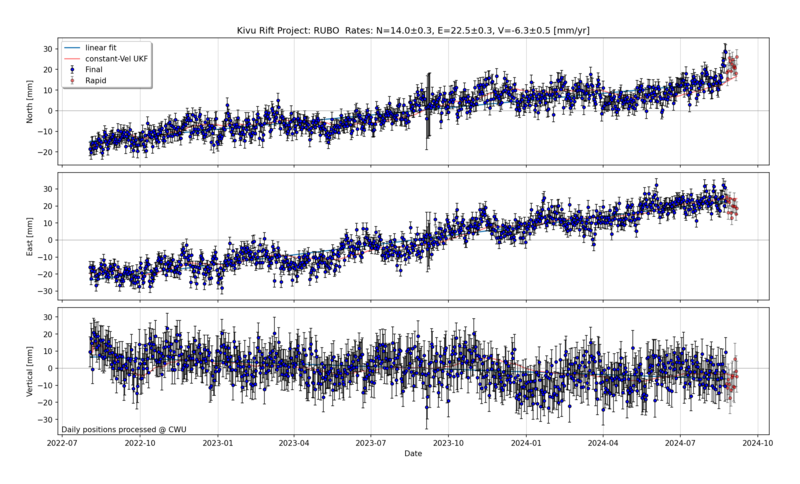 Kivu Rift Project: RUBO  Rates: N=14.0±0.3, E=22.5±0.3, V=-6.3±0.5 [mm/yr]
linear fit
constant-Vel UKF
Final
Rapid
North [mm]
30
20
10
0
−10
−20
East [mm]
30
20
10
0
−10
−20
−30
Vertical [mm]
30
20
10
0
−10
−20
−30
Daily positions processed @ CWU
2022-07 2022-10 2023-01 2023-04 2023-07 2023-10 2024-01 2024-04 2024-07 2024-10
Date